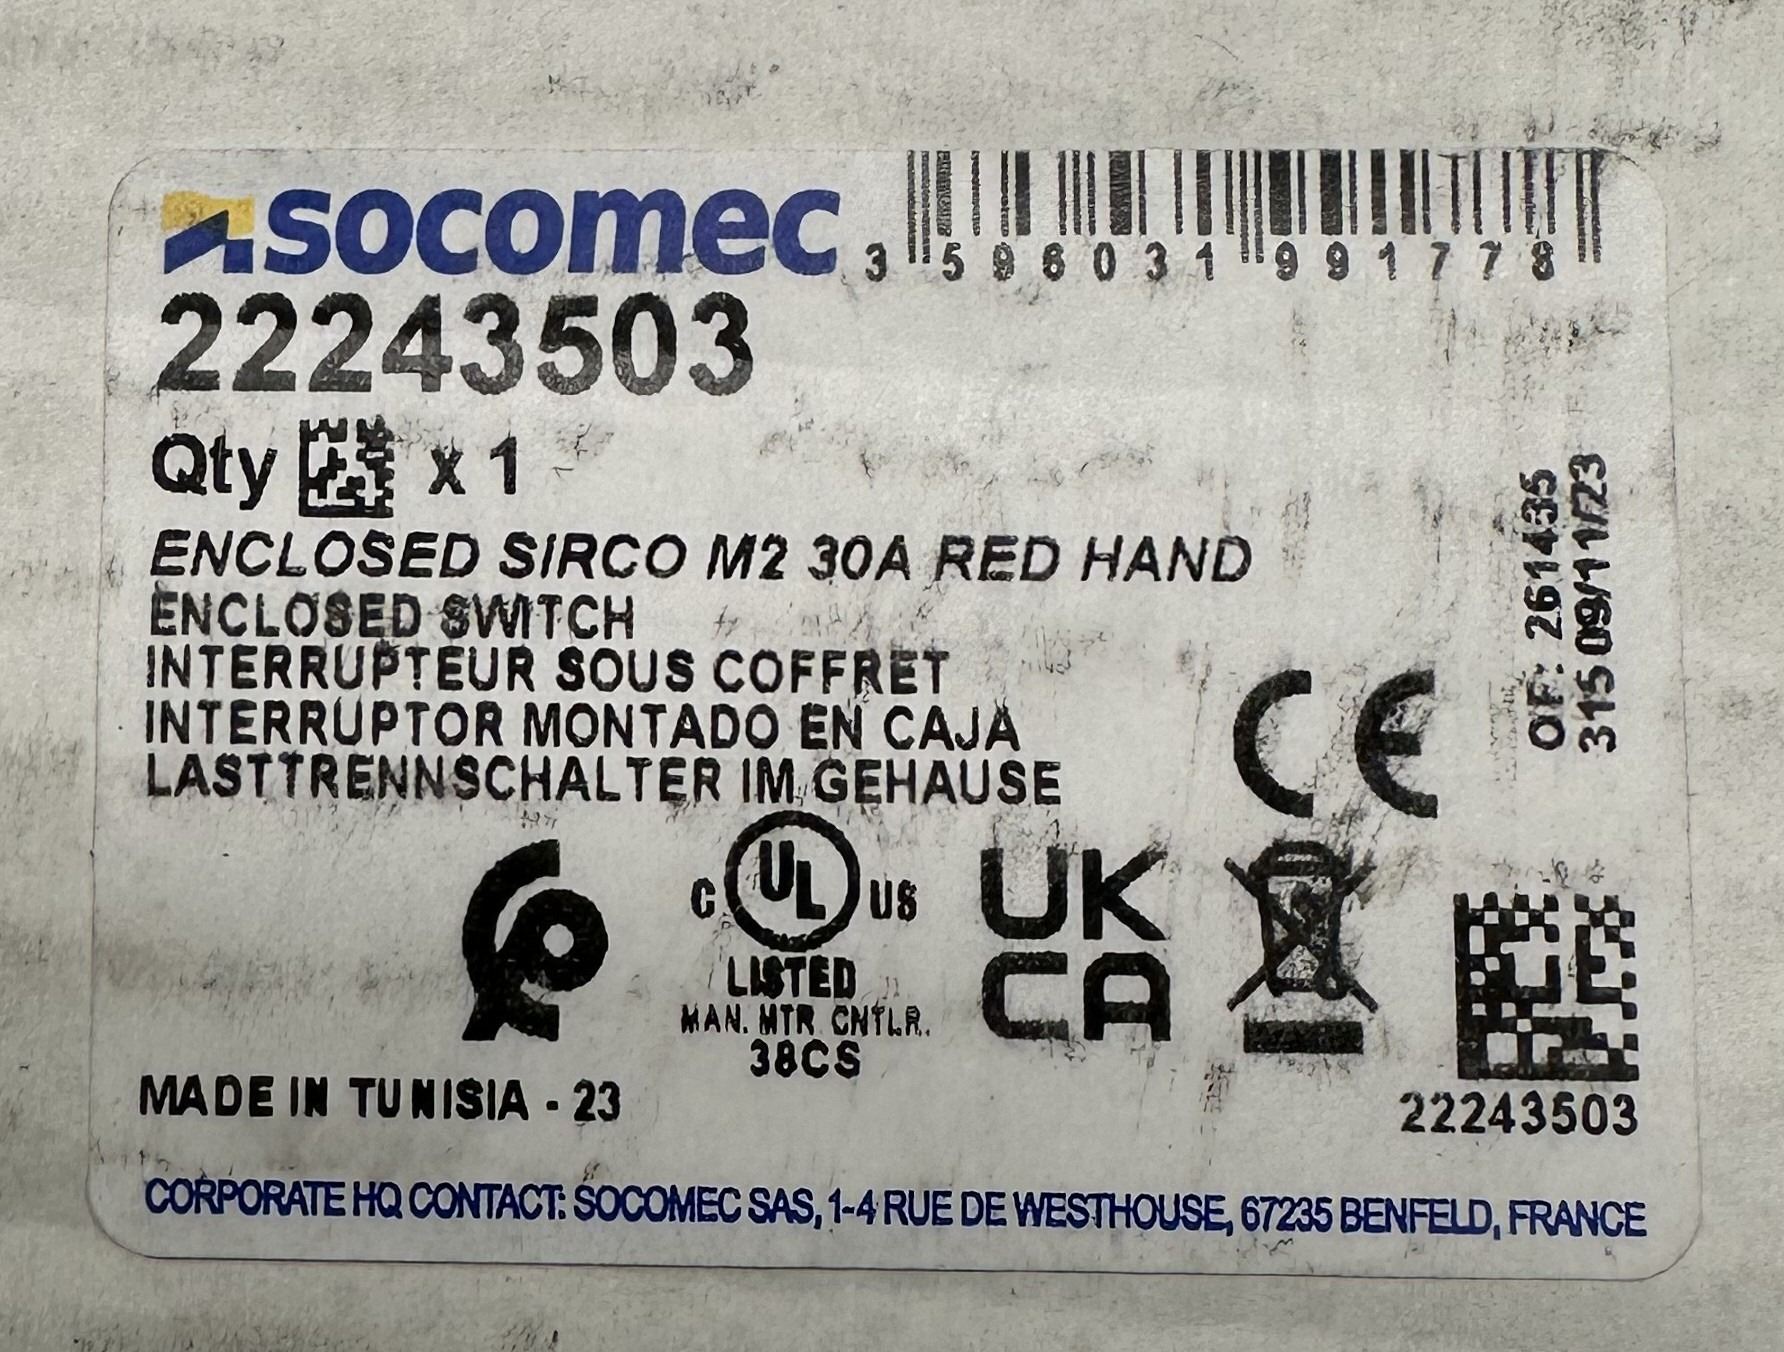 socomec
3 596031 991778
22243503
Qty x 1
ENCLOSED SIRCO M2 30A RED HAND
ENCLOSED SWITCH
INTERRUPTEUR SOUS COFFRET
INTERRUPTOR MONTADO EN CAJA
LASTTRENNSCHALTER IM GEHAUSE
OF: 261435
315 09/11/23
CE
C UL US
LISTED
MAN. MTR CNTLR.
38CS
UK
CA
22243503
MADE IN TUNISIA - 23
CORPORATE HQ CONTACT: SOCOMEC SAS, 1-4 RUE DE WESTHOUSE, 67235 BENFELD, FRANCE